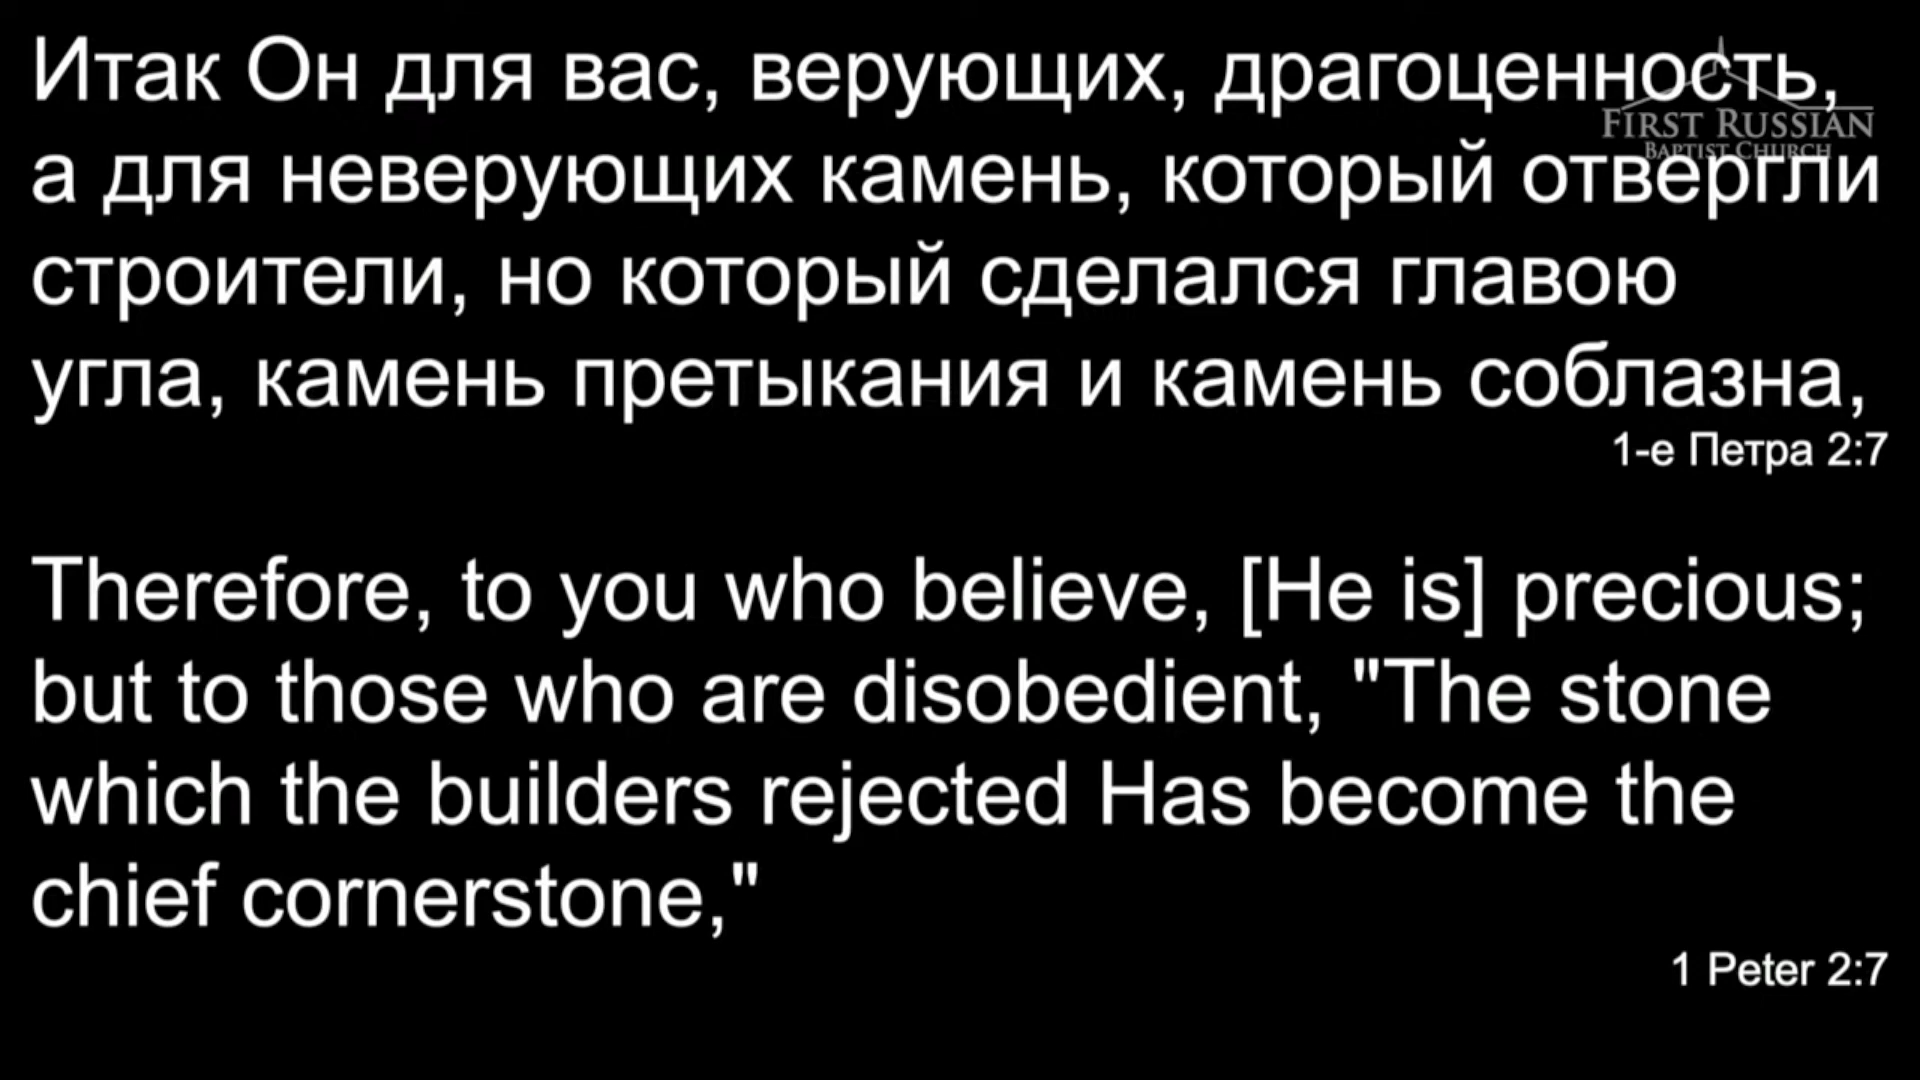 Итак Он для вас, верующих, драгоценность,
FIRST RUSSIAN
BAPTIST CHURCH
а для неверующих камень, который отвергли
строители, но который сделался главою
угла, камень претыкания и камень соблазна,
1-е Петра 2:7
Therefore, to you who believe, [He is] precious;
but to those who are disobedient, "The stone
which the builders rejected Has become the
chief cornerstone,"
1 Peter 2:7